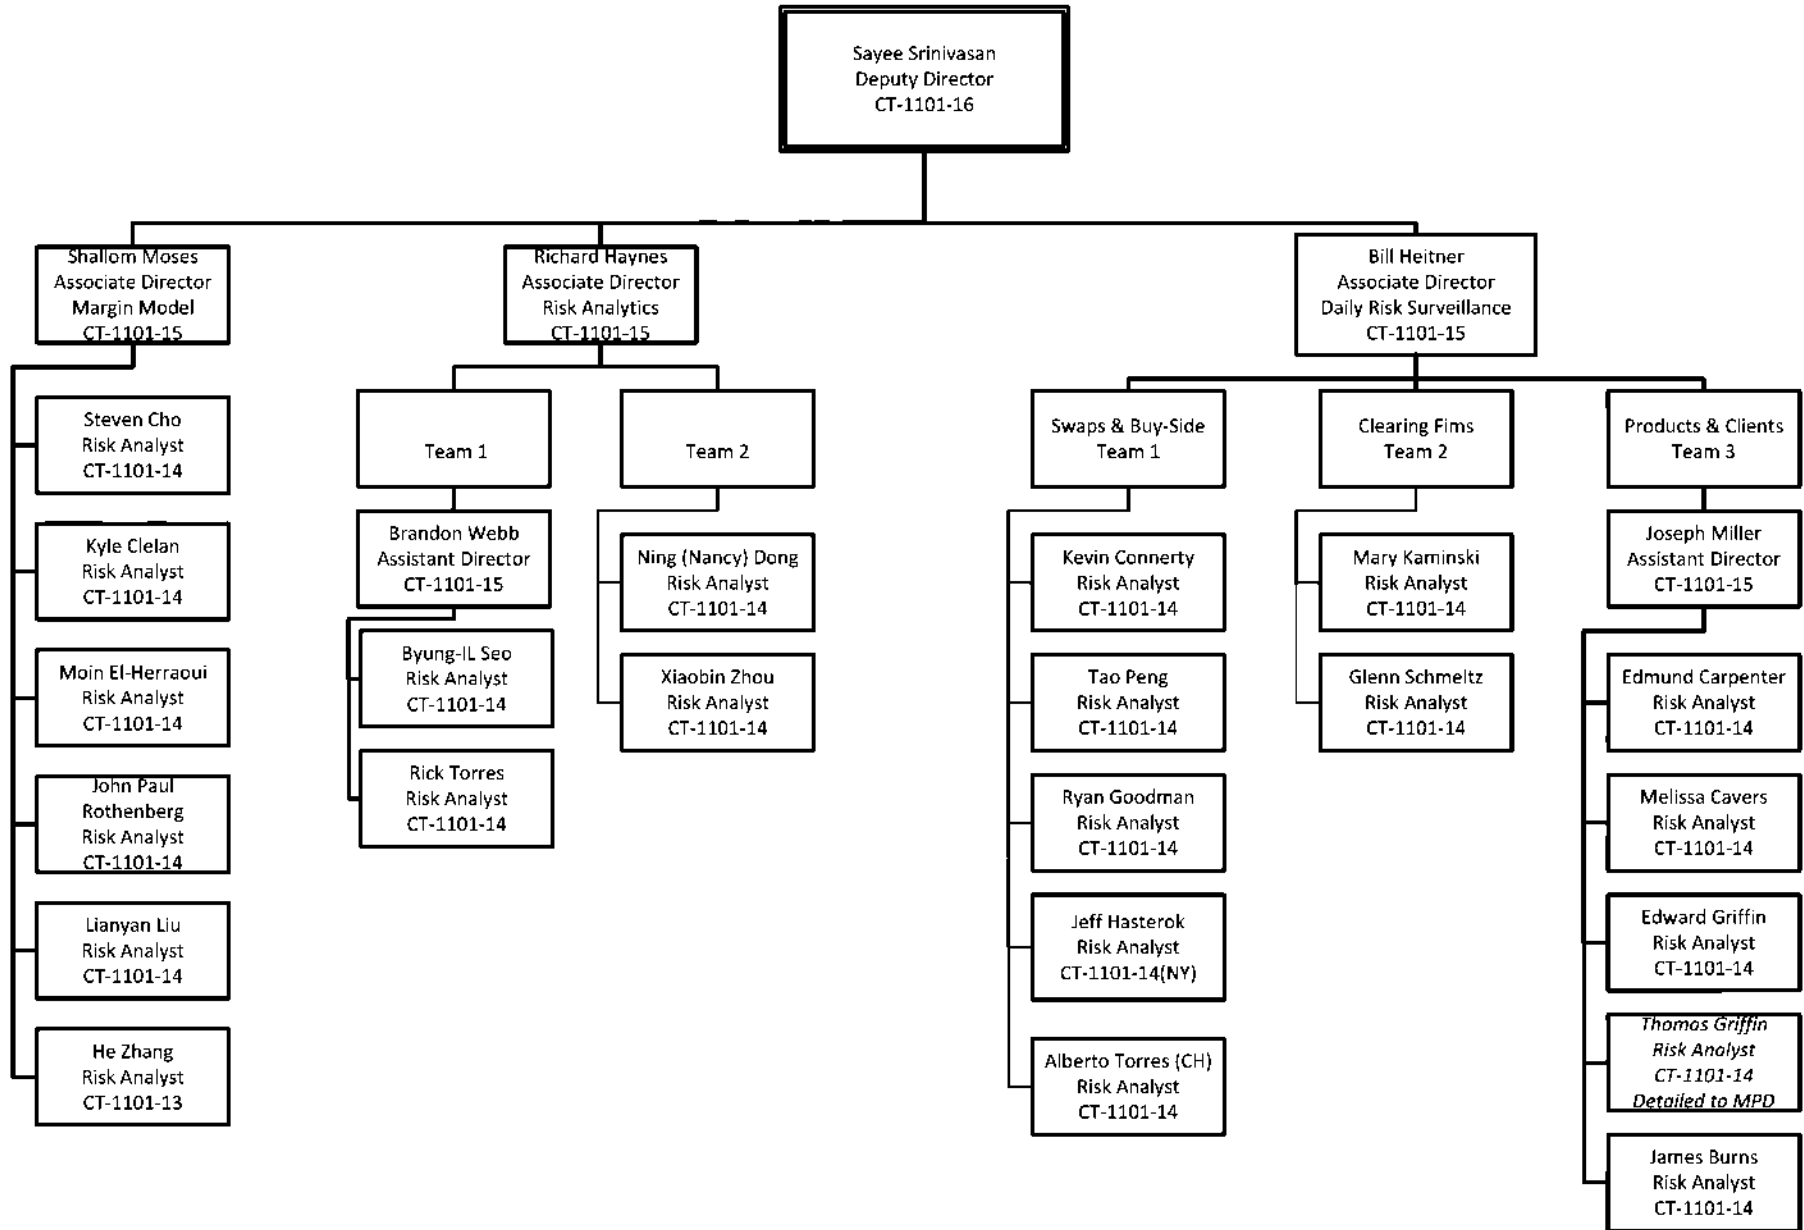 Sayee Srinivasan
Deputy Director
CT-1101-16
Shallom Moses
Associate Director
Margin Model
CT-1101-15
Steven Cho
Risk Analyst
CT-1101-14
Kyle Clelan
Risk Analyst
CT-1101-14
Moin El-Herraoui
Risk Analyst
CT-1101-14
John Paul
Rothenberg
Risk Analyst
CT-1101-14
Lianyan Liu
Risk Analyst
CT-1101-14
He Zhang
Risk Analyst
CT-1101-13
Richard Haynes
Associate Director
Risk Analytics
CT-1101-15
Team 1
Brandon Webb
Assistant Director
CT-1101-15
Byung-IL Seo
Risk Analyst
CT-1101-14
Rick Torres
Risk Analyst
CT-1101-14
Team 2
Ning (Nancy) Dong
Risk Analyst
CT-1101-14
Xiaobin Zhou
Risk Analyst
CT-1101-14
Bill Heitner
Associate Director
Daily Risk Surveillance
CT-1101-15
Swaps & Buy-Side
Team 1
Kevin Connerty
Risk Analyst
CT-1101-14
Tao Peng
Risk Analyst
CT-1101-14
Ryan Goodman
Risk Analyst
CT-1101-14
Jeff Hasterok
Risk Analyst
CT-1101-14(NY)
Alberto Torres (CH)
Risk Analyst
CT-1101-14
Clearing Fims
Team 2
Mary Kaminski
Risk Analyst
CT-1101-14
Glenn Schmeltz
Risk Analyst
CT-1101-14
Products & Clients
Team 3
Joseph Miller
Assistant Director
CT-1101-15
Edmund Carpenter
Risk Analyst
CT-1101-14
Melissa Cavers
Risk Analyst
CT-1101-14
Edward Griffin
Risk Analyst
CT-1101-14
Thomas Griffin
Risk Analyst
CT-1101-14
Detailed to MPD
James Burns
Risk Analyst
CT-1101-14